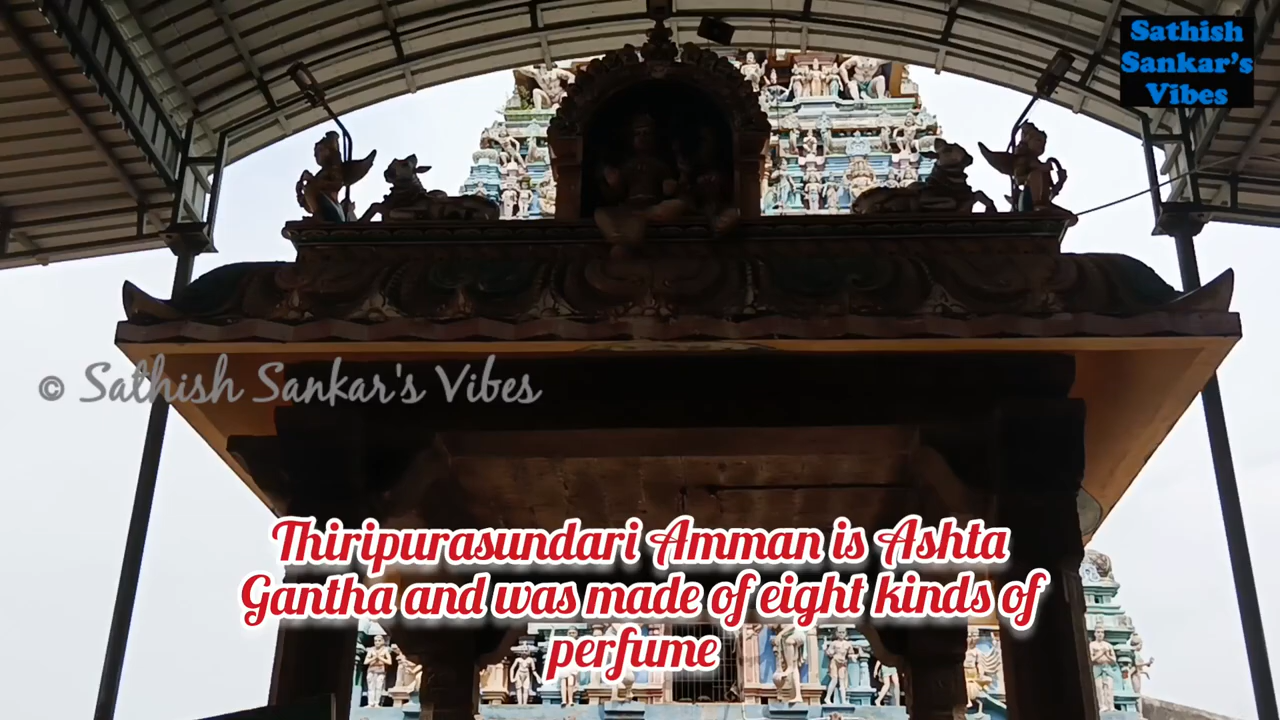 Sathish
Sankar's
Vibes
© Sathish Sankar's Vibes
Thiripurasundari Amman is Ashta
Gantha and was made of eight kinds of
perfume